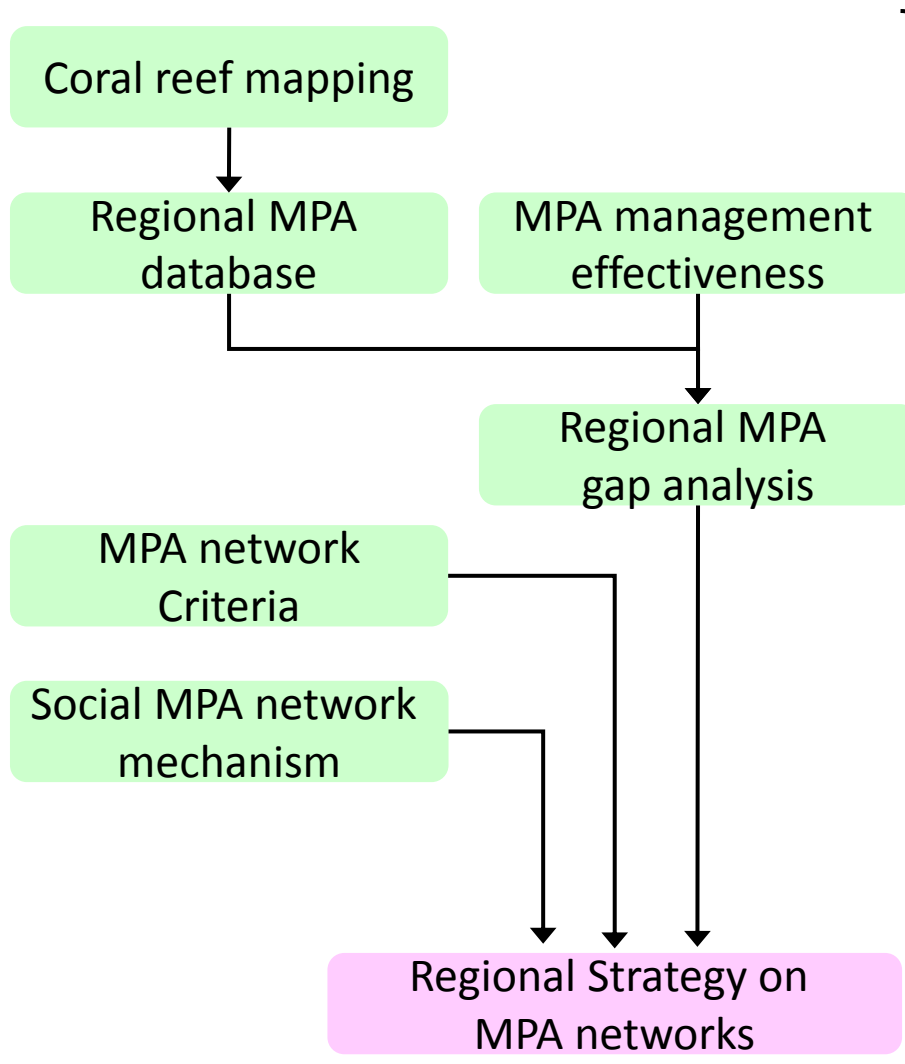 Coral reef mapping
Regional MPA
database
MPA management
effectiveness
Regional MPA
gap analysis
MPA network
Criteria
Social MPA network
mechanism
Regional Strategy on
MPA networks